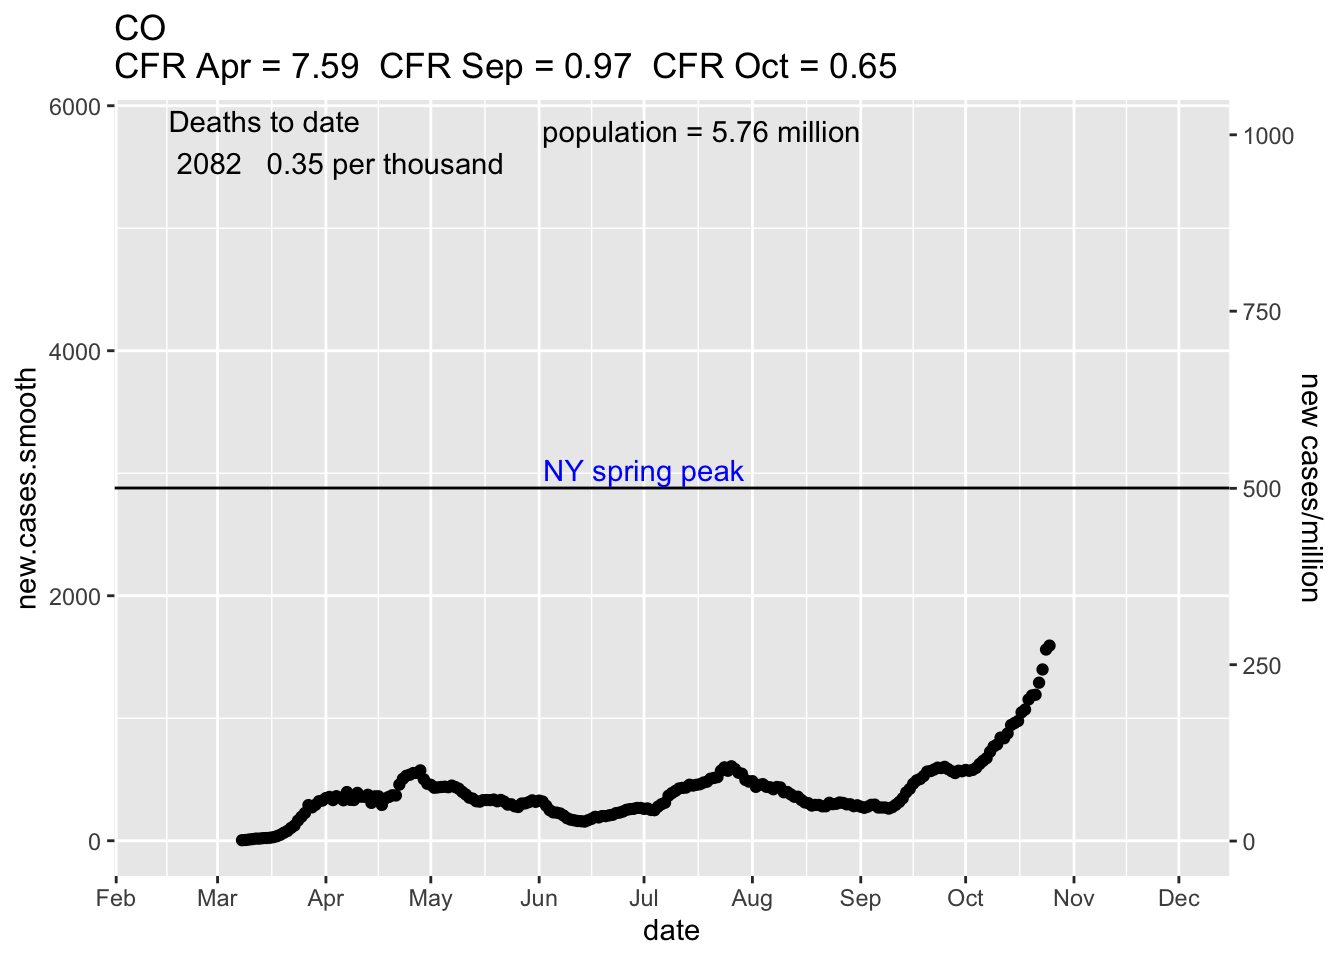 CO
CFR Apr = 7.59  CFR Sep = 0.97  CFR Oct = 0.65
Deaths to date
2082   0.35 per thousand
population = 5.76 million
NY spring peak
6000
4000
2000
0
new.cases.smooth
1000
750
500
250
0
new cases/million
Feb Mar Apr May Jun Jul Aug Sep Oct Nov Dec
date